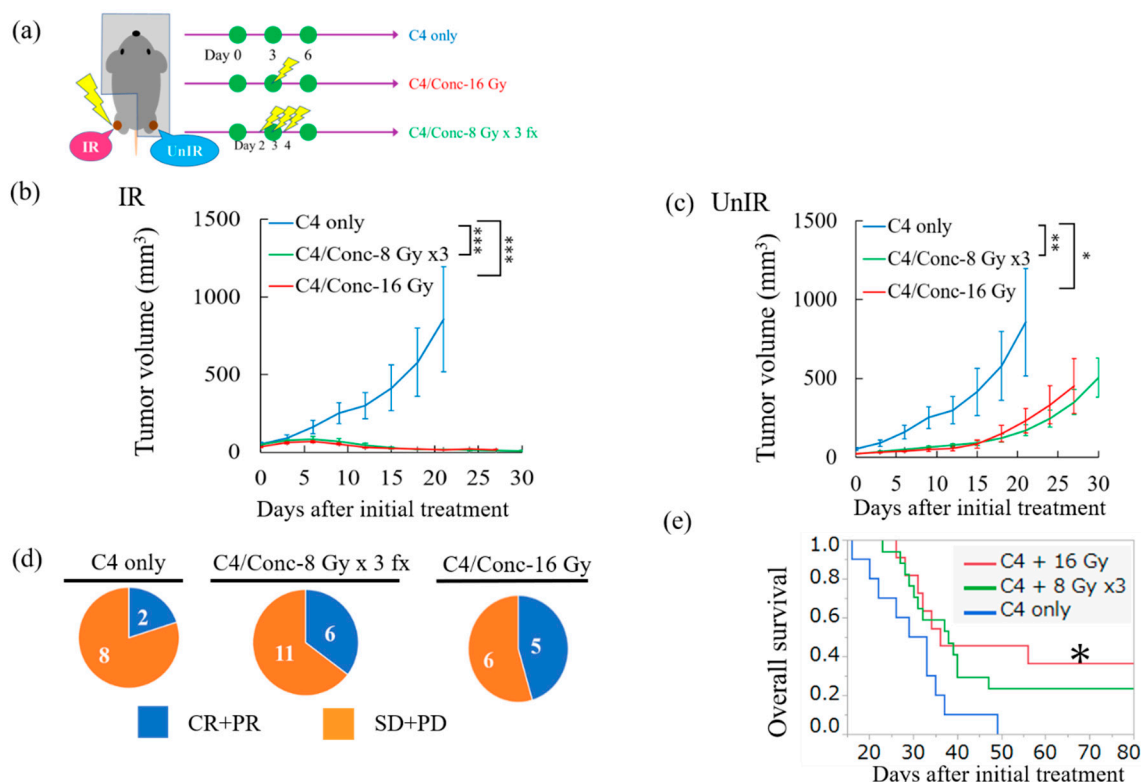 (a)
C4 only
Day 0 3 6
C4/Conc-16 Gy
C4/Conc-8 Gy x 3 fx
Day 2 3 4
IR
UnIR
(b) IR
Tumor volume (mm³)
1500
1000
500
0
C4 only
C4/Conc-8 Gy x3
C4/Conc-16 Gy
***
***
0 5 10 15 20 25 30
Days after initial treatment
(c) UnIR
Tumor volume (mm³)
1500
1000
500
0
C4 only
C4/Conc-8 Gy x3
C4/Conc-16 Gy
**
*
0 5 10 15 20 25 30
Days after initial treatment
(d)
C4 only
2
8
C4/Conc-8 Gy x 3 fx
6
11
C4/Conc-16 Gy
5
6
CR+PR
SD+PD
(e)
Overall survival
1.0
0.8
0.6
0.4
0.2
0.0
C4 + 16 Gy
C4 + 8 Gy x3
C4 only
*
20 30 40 50 60 70 80
Days after initial treatment